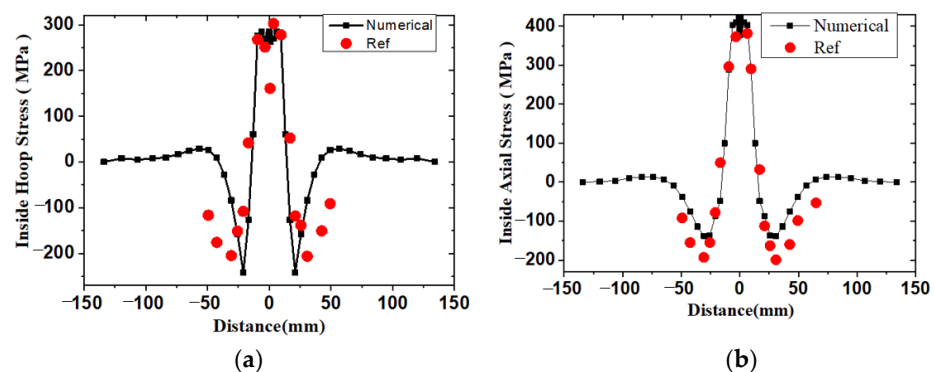 Inside Hoop Stress ( MPa )
300
200
100
0
−100
−200
−150
−100
−50
0
50
100
150
Distance(mm)
Numerical
Ref
(a)
Inside Axial Stress ( MPa )
400
300
200
100
0
−100
−200
−150
−100
−50
0
50
100
150
Distance(mm)
Numerical
Ref
(b)